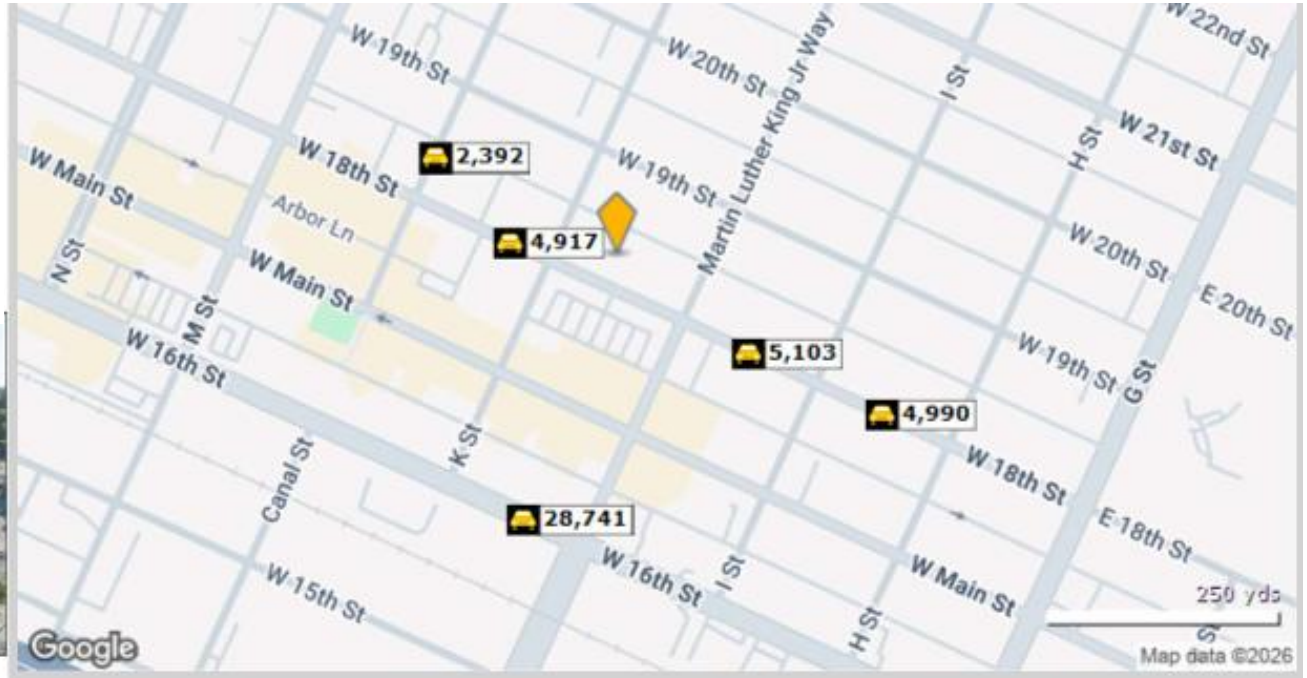 W 22nd St
W 19th St
W 20th St
Martin Luther King Jr Way
I St
H St
W 21st St
W Main St
W 18th St
2,392
W 19th St
Arbor Ln
4,917
W 20th St
E 20th St
N St
W Main St
M St
W 16th St
5,103
W 19th St
G St
4,990
K St
Canal St
W 18th St
28,741
E 18th St
W 15th St
W 16th St
I St
W Main St
H St
250 yds
St
Google
Map data ©2026